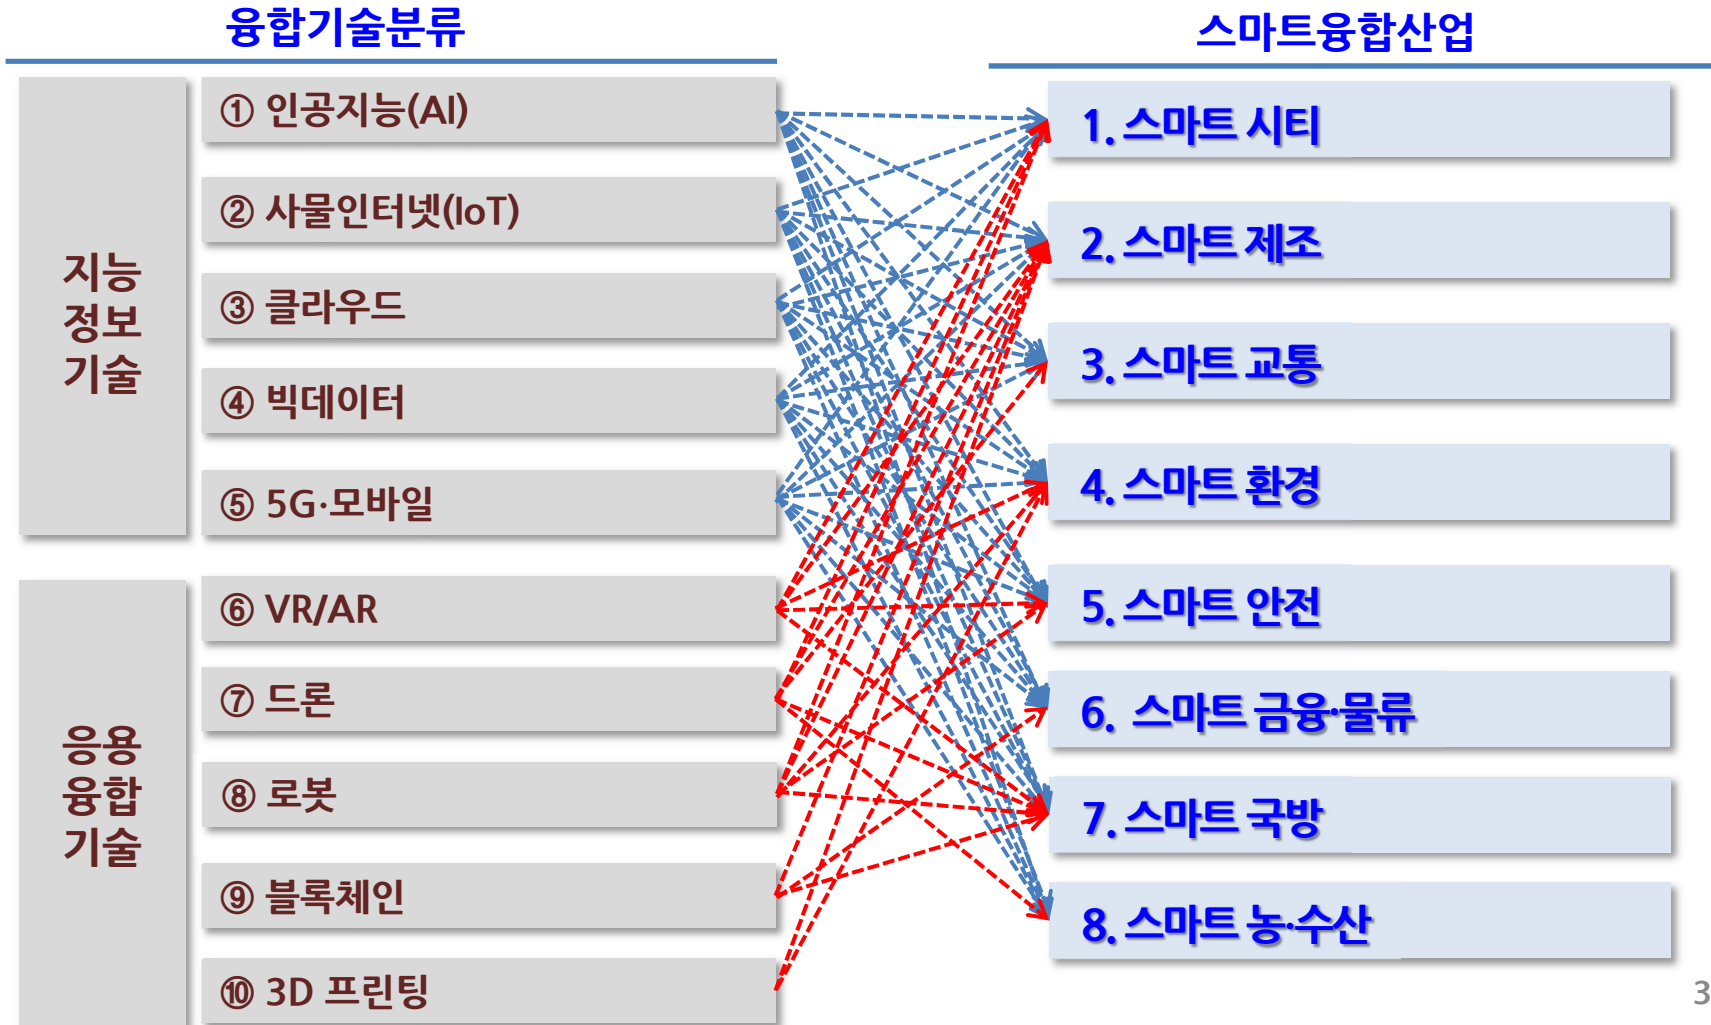 융합기술분류
스마트융합산업
지능
정보
기술
① 인공지능(AI)
② 사물인터넷(IoT)
③ 클라우드
④ 빅데이터
⑤ 5G·모바일
응용
융합
기술
⑥ VR/AR
⑦ 드론
⑧ 로봇
⑨ 블록체인
⑩ 3D 프린팅
1. 스마트 시티
2. 스마트 제조
3. 스마트 교통
4. 스마트 환경
5. 스마트 안전
6. 스마트 금융·물류
7. 스마트 국방
8. 스마트 농·수산
3